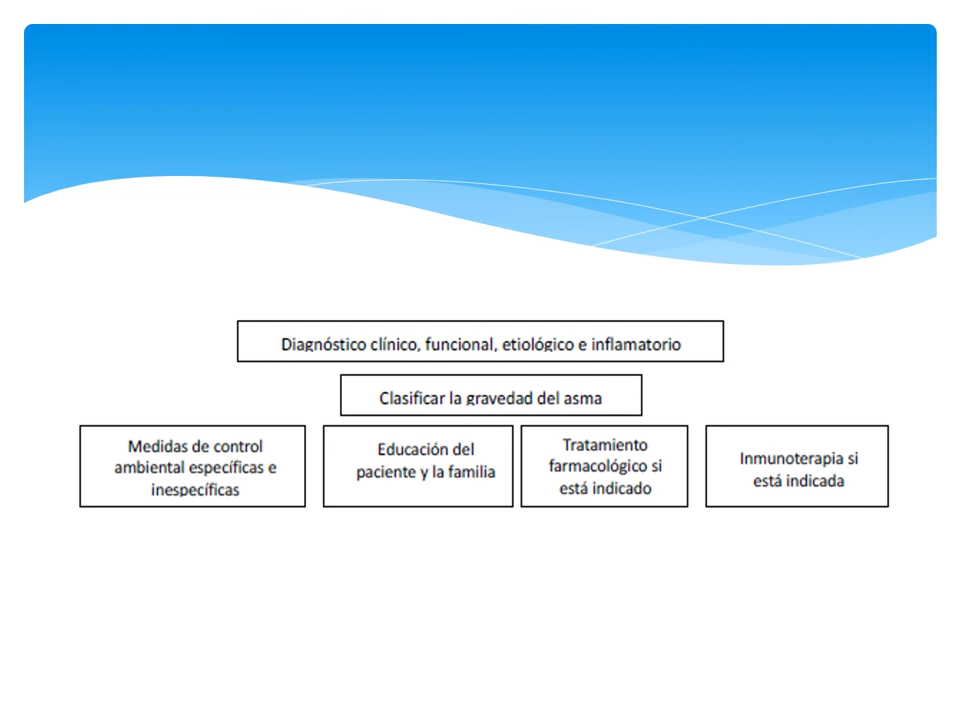 Diagnóstico clínico, funcional, etiológico e inflamatorio
Clasificar la gravedad del asma
Medidas de control
ambiental específicas e
inespecíficas
Educación del
paciente y la familia
Tratamiento
farmacológico si
está indicado
Inmunoterapia si
está indicada